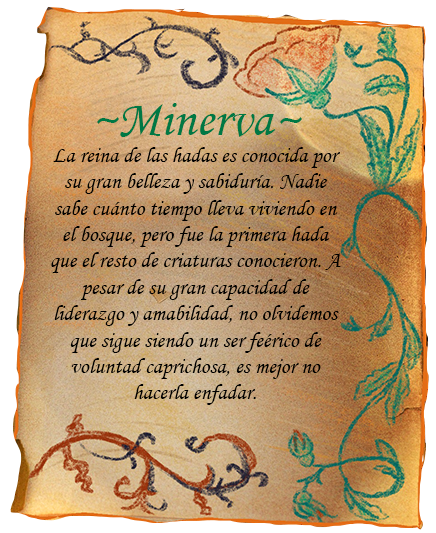 ~Minerva~
La reina de las hadas es conocida por
su gran belleza y sabiduría. Nadie
sabe cuánto tiempo lleva viviendo en
el bosque, pero fue la primera hada
que el resto de criaturas conocieron. A
pesar de su gran capacidad de
liderazgo y amabilidad, no olvidemos
que sigue siendo un ser feérico de
voluntad caprichosa, es mejor no
hacerla enfadar.